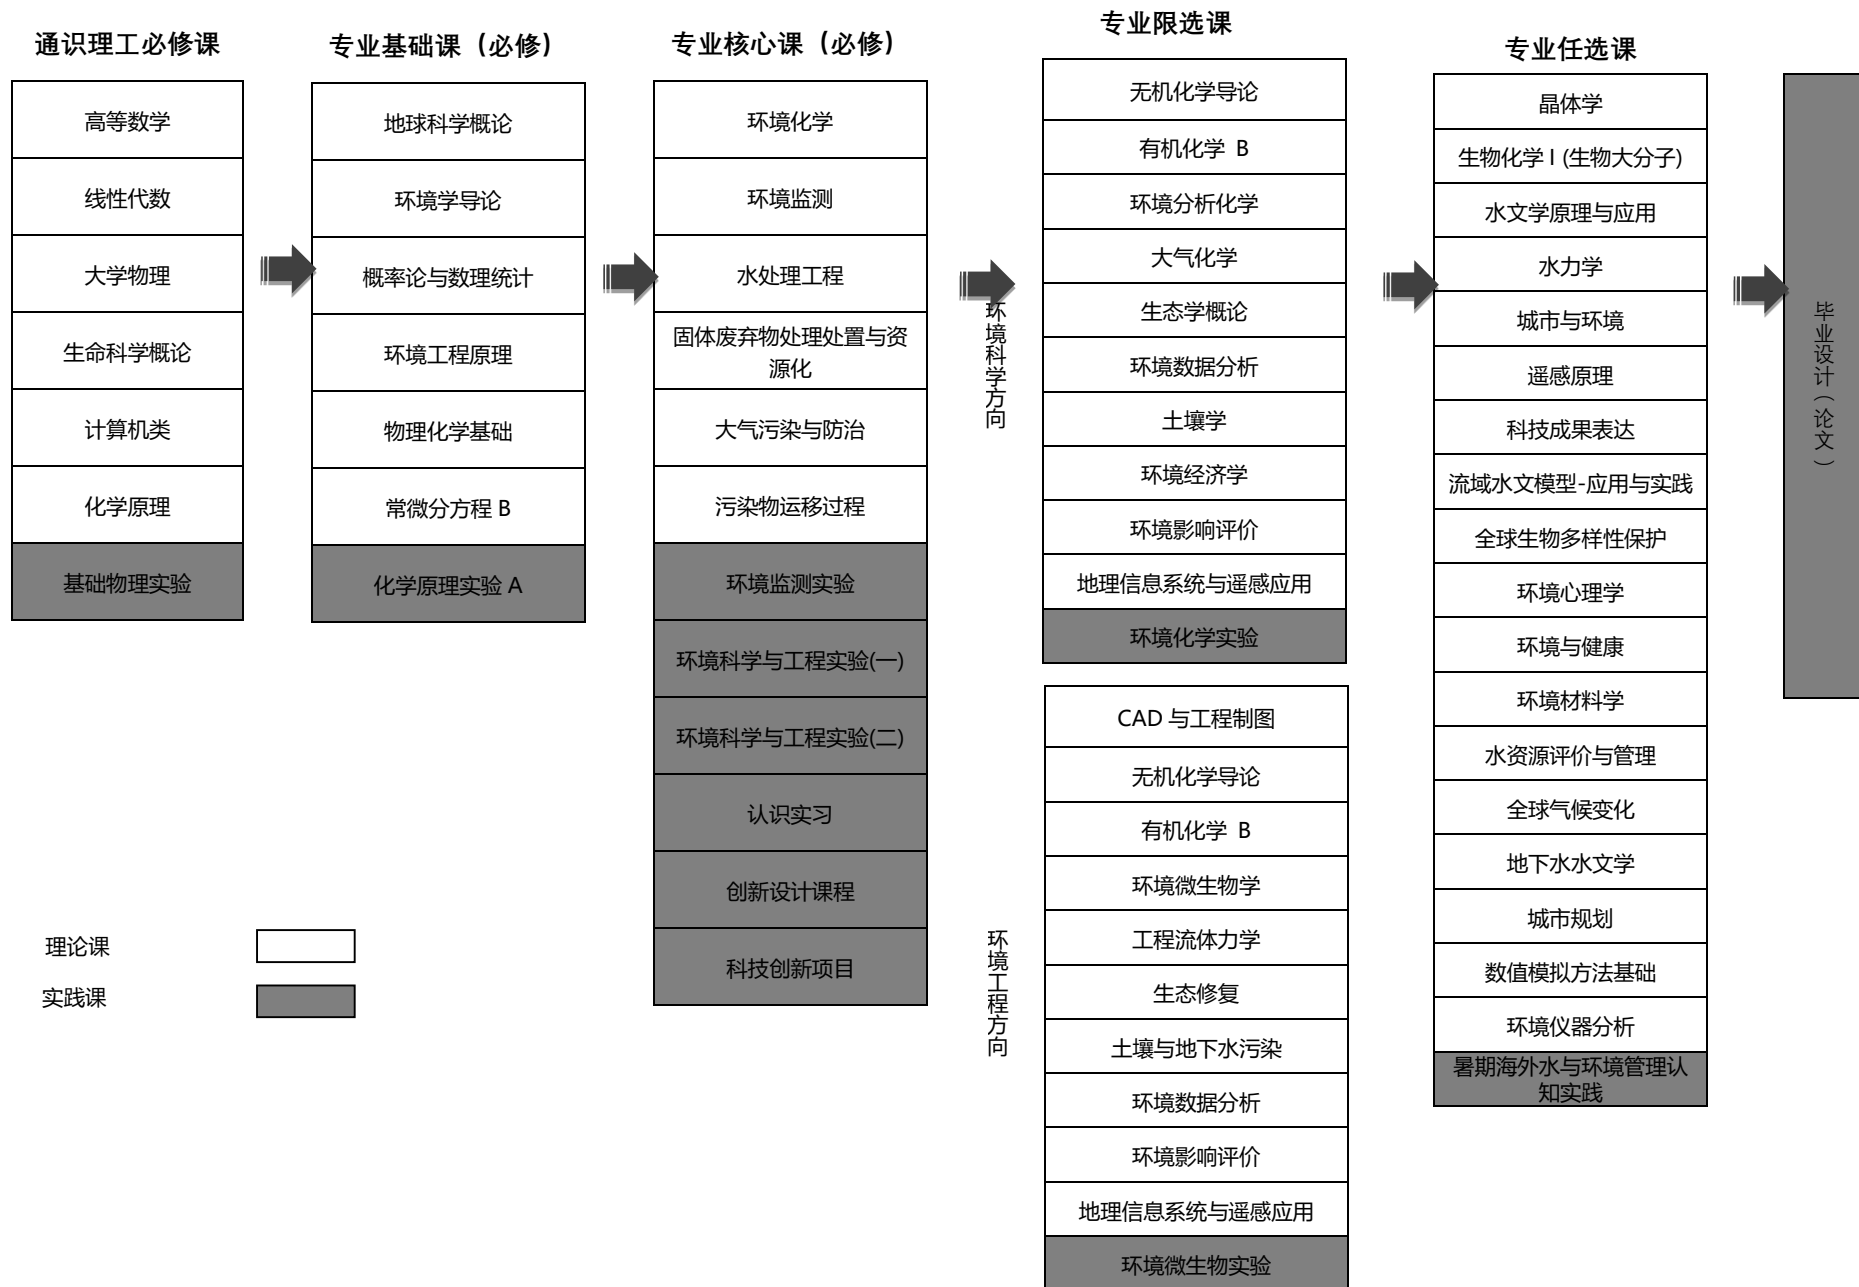 通识理工必修课
高等数学
线性代数
大学物理
生命科学概论
计算机类
化学原理
基础物理实验
专业基础课（必修）
地球科学概论
环境学导论
概率论与数理统计
环境工程原理
物理化学基础
常微分方程 B
化学原理实验 A
专业核心课（必修）
环境化学
环境监测
水处理工程
固体废弃物处理处置与资
源化
大气污染与防治
污染物运移过程
环境监测实验
环境科学与工程实验(一)
环境科学与工程实验(二)
认识实习
创新设计课程
科技创新项目
专业限选课
环境科学方向
无机化学导论
有机化学 B
环境分析化学
大气化学
生态学概论
环境数据分析
土壤学
环境经济学
环境影响评价
地理信息系统与遥感应用
环境化学实验
环境工程方向
CAD 与工程制图
无机化学导论
有机化学 B
环境微生物学
工程流体力学
生态修复
土壤与地下水污染
环境数据分析
环境影响评价
地理信息系统与遥感应用
环境微生物实验
专业任选课
晶体学
生物化学 I (生物大分子)
水文学原理与应用
水力学
城市与环境
遥感原理
科技成果表达
流域水文模型-应用与实践
全球生物多样性保护
环境心理学
环境与健康
环境材料学
水资源评价与管理
全球气候变化
地下水水文学
城市规划
数值模拟方法基础
环境仪器分析
暑期海外水与环境管理认
知实践
毕业设计（论文）
理论课
实践课